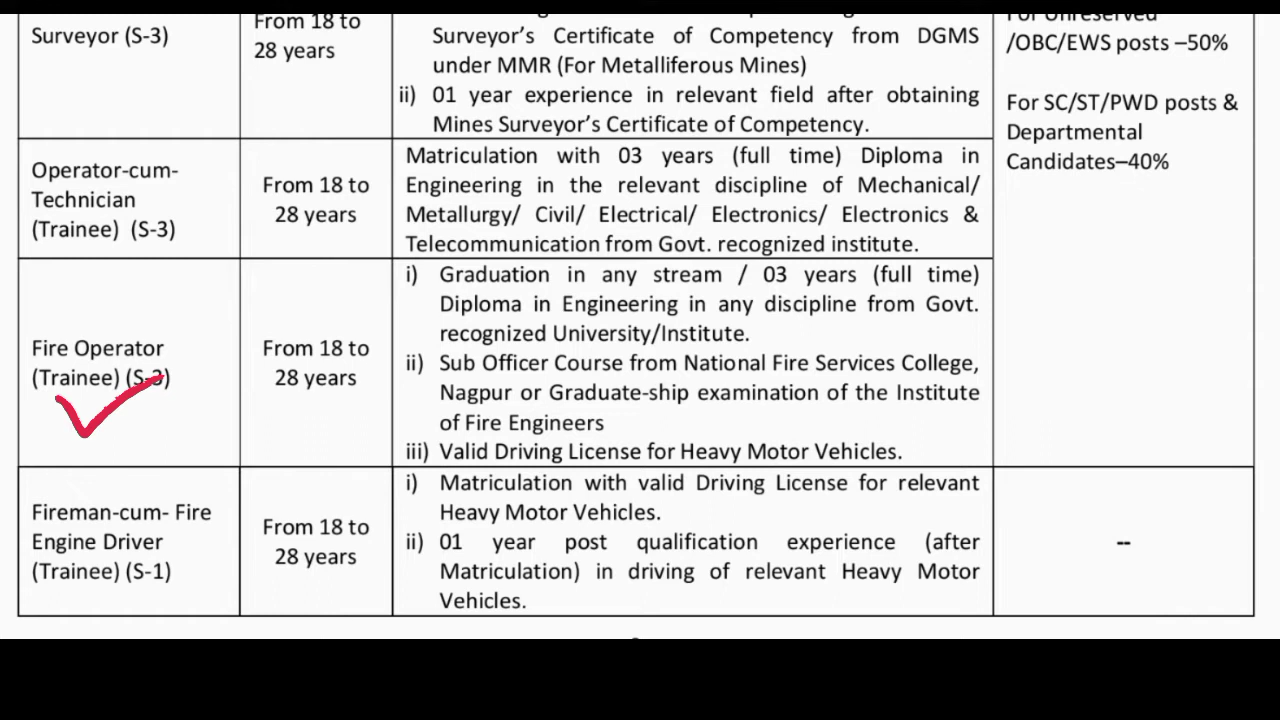 Surveyor (S-3)
From 18 to
28 years
Surveyor's Certificate of Competency from DGMS
under MMR (For Metalliferous Mines)
ii) 01 year experience in relevant field after obtaining
Mines Surveyor's Certificate of Competency.
For Unreserved
/OBC/EWS posts –50%
For SC/ST/PWD posts &
Departmental
Candidates–40%
Operator-cum-
Technician
(Trainee) (S-3)
From 18 to
28 years
Matriculation with 03 years (full time) Diploma in
Engineering in the relevant discipline of Mechanical/
Metallurgy/ Civil/ Electrical/ Electronics/ Electronics &
Telecommunication from Govt. recognized institute.
Fire Operator
(Trainee) (S-3)
From 18 to
28 years
i) Graduation in any stream / 03 years (full time)
Diploma in Engineering in any discipline from Govt.
recognized University/Institute.
ii) Sub Officer Course from National Fire Services College,
Nagpur or Graduate-ship examination of the Institute
of Fire Engineers
iii) Valid Driving License for Heavy Motor Vehicles.
Fireman-cum- Fire
Engine Driver
(Trainee) (S-1)
From 18 to
28 years
i) Matriculation with valid Driving License for relevant
Heavy Motor Vehicles.
ii) 01 year post qualification experience (after
Matriculation) in driving of relevant Heavy Motor
Vehicles.
--